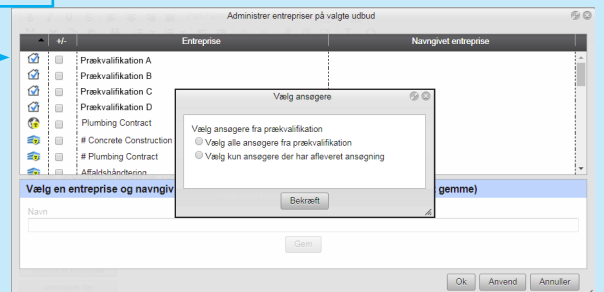 Administrer entrepriser på valgte udbud
+/- Entreprise Navngivet entreprise
Prækvalifikation A
Prækvalifikation B
Prækvalifikation C
Prækvalifikation D
Plumbing Contract
# Concrete Construction
# Plumbing Contract
Affaldshåndtering
Vælg ansøgere
Vælg ansøgere fra prækvalifikation
Vælg alle ansøgere fra prækvalifikation
Vælg kun ansøgere der har afleveret ansøgning
Bekræft
Vælg en entreprise og navngiv gemme)
Navn
Gem
Ok Anvend Annuller